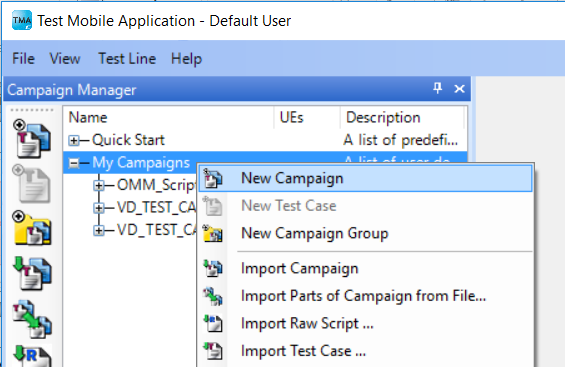 TMA Test Mobile Application - Default User
File View Test Line Help
Campaign Manager
Name UEs Description
Quick Start A list of predefi...
My Campaigns A list of user de
OMM_Script
VD_TEST_CA
VD_TEST_CA
New Campaign
New Test Case
New Campaign Group
Import Campaign
Import Parts of Campaign from File...
Import Raw Script ...
Import Test Case ...
R